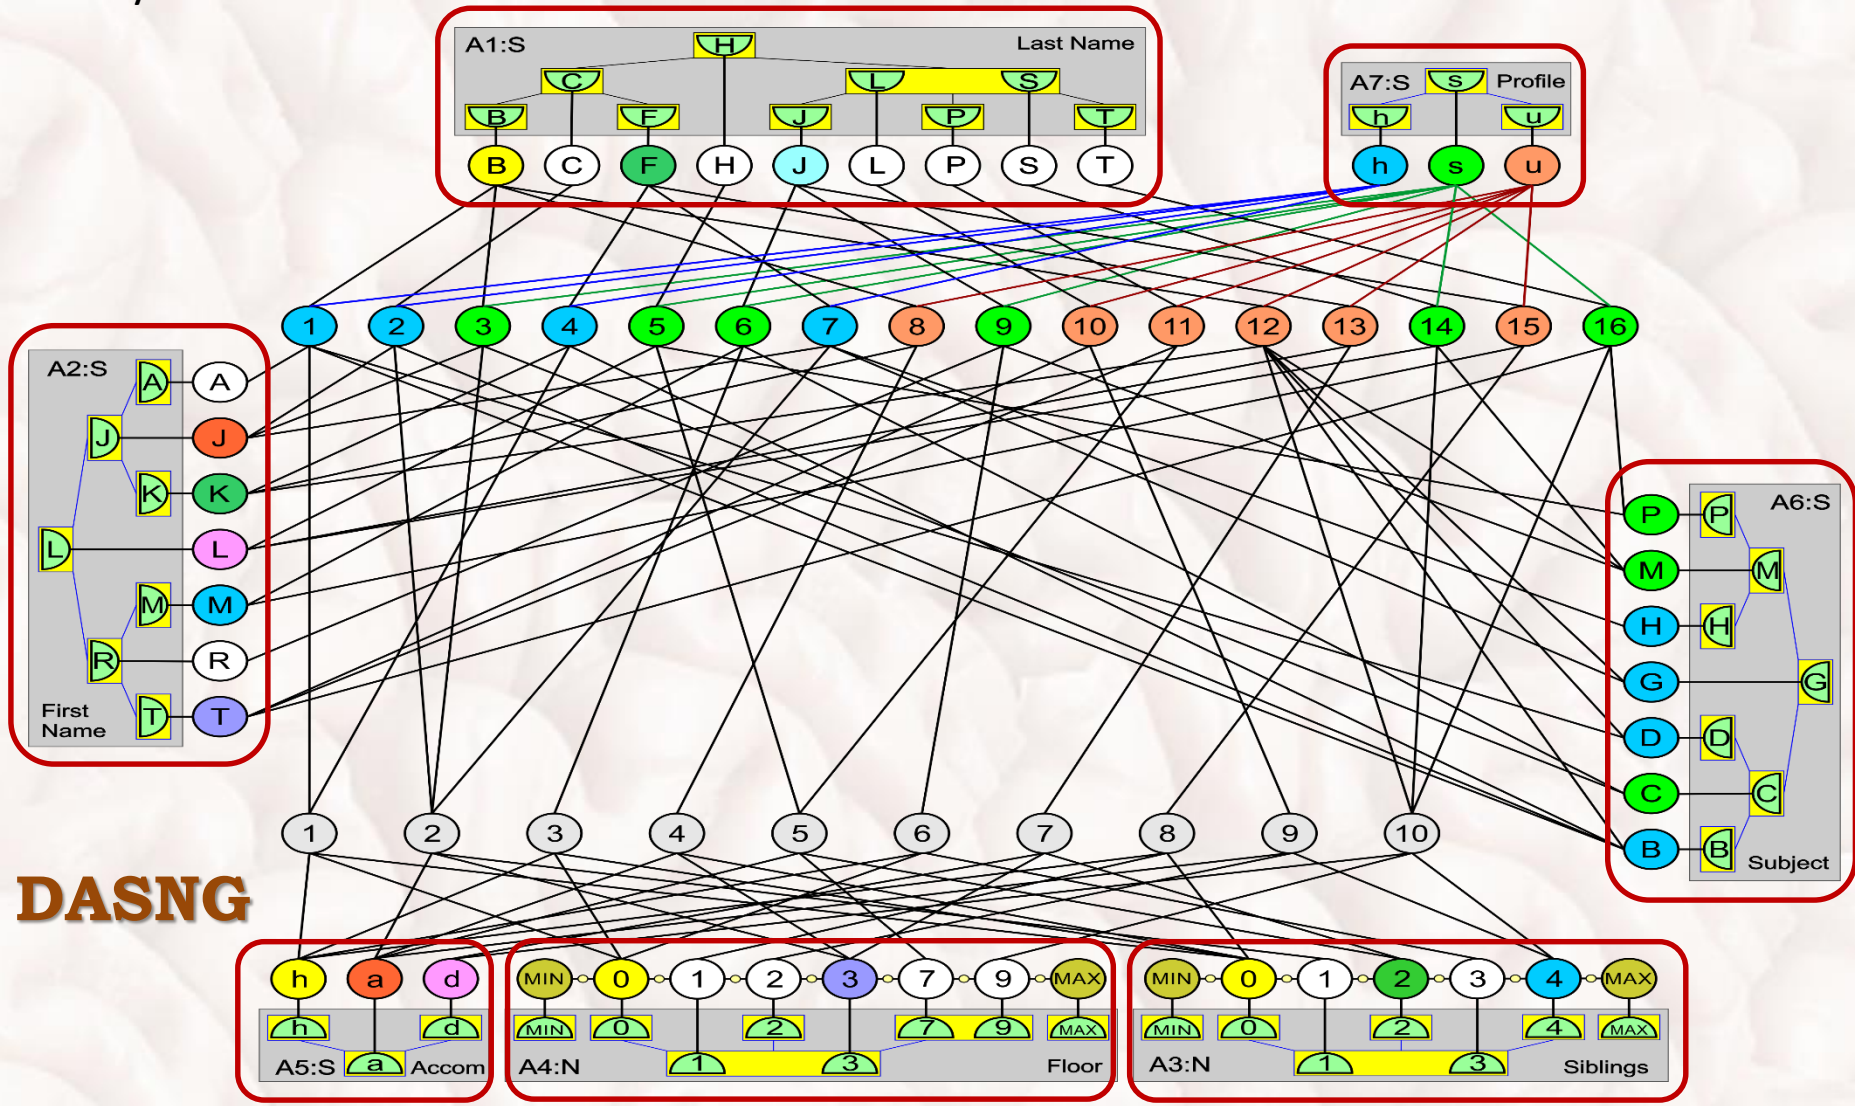 A1:S H Last Name
C L S
B F J P T
B C F H J L P S T
A7:S s Profile
h u
h s u
1 2 3 4 5 6 7 8 9 10 11 12 13 14 15 16
A2:S A A
J J
K K
L L
M M
R R
T T
First
Name
P P A6:S
M M
H H
G G
D D
C C
B B
Subject
1 2 3 4 5 6 7 8 9 10
DASNG
h a d
h d
A5:S a Accom
MIN 0 1 2 3 7 9 MAX
MIN 0 2 7 9 MAX
A4:N 1 3 Floor
MIN 0 1 2 3 4 MAX
MIN 0 2 4 MAX
A3:N 1 3 Siblings